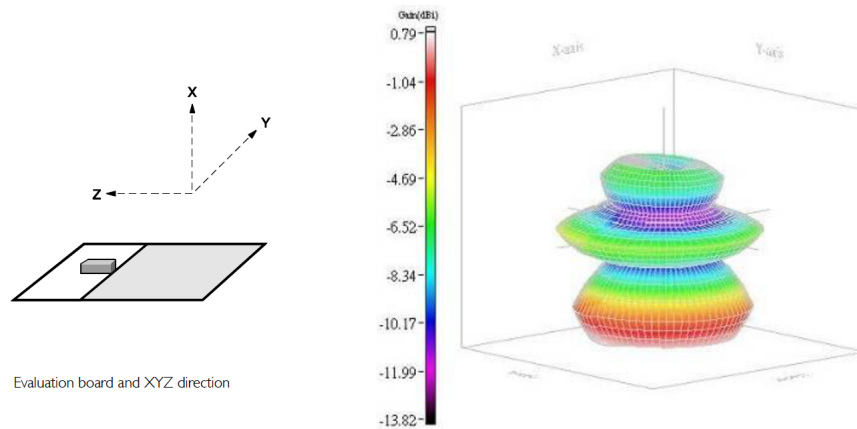 X
Y
Z
Evaluation board and XYZ direction
Gain(dBi)
0.79
-1.04
-2.86
-4.69
-6.52
-8.34
-10.17
-11.99
-13.82
X-axis
Y-axis